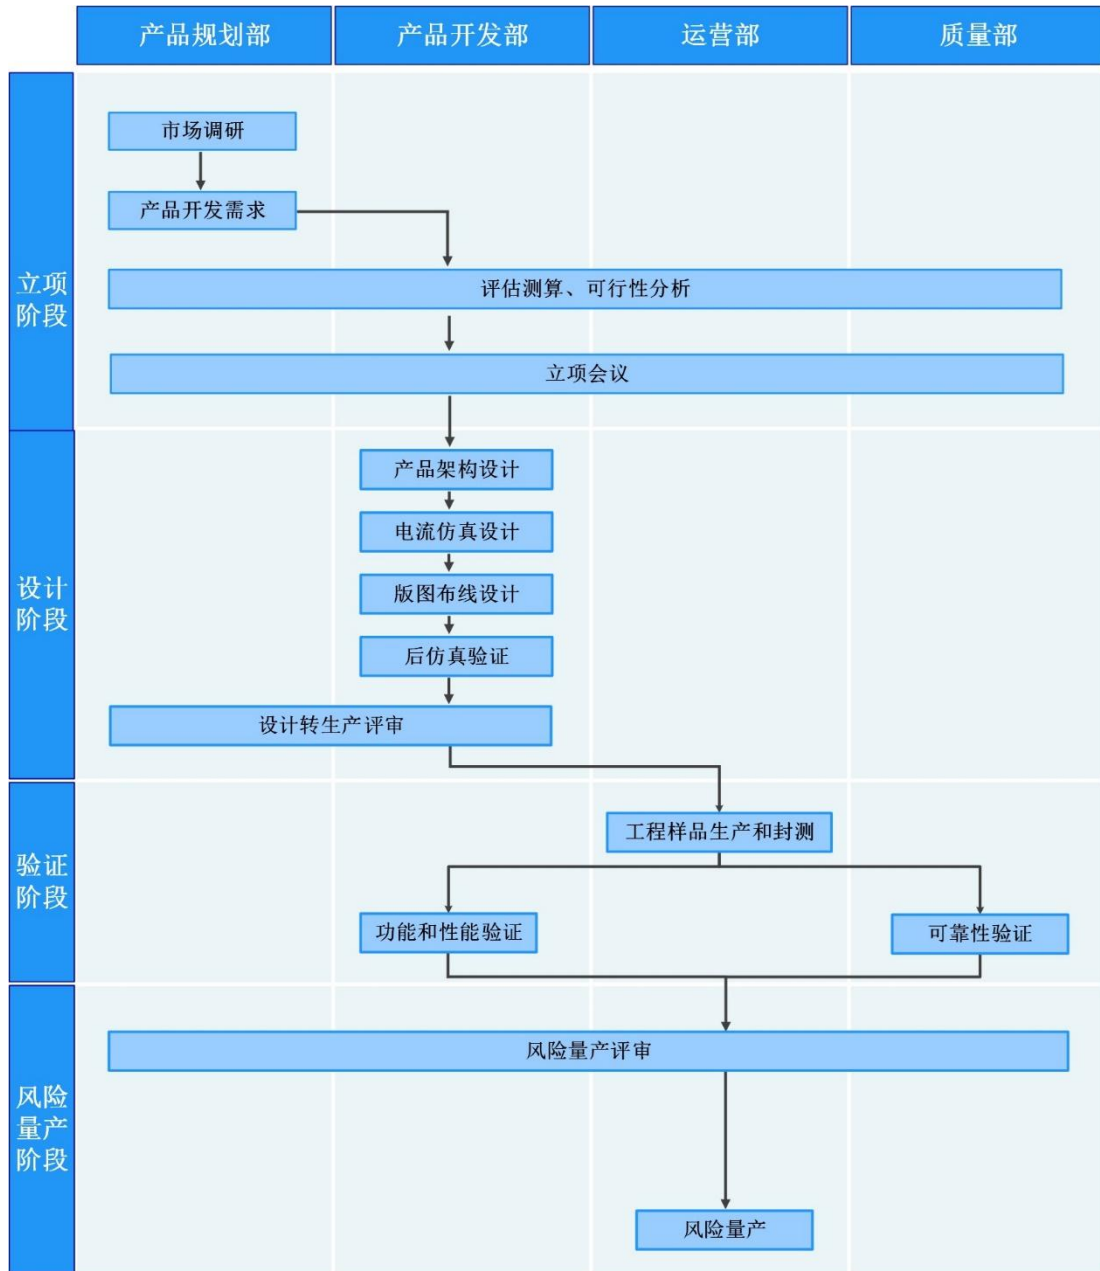 产品规划部
产品开发部
运营部
质量部
立项
阶段
市场调研
产品开发需求
评估测算、可行性分析
立项会议
设计
阶段
产品架构设计
电流仿真设计
版图布线设计
后仿真验证
设计转生产评审
验证
阶段
工程样品生产和封测
功能和性能验证
可靠性验证
风险
量产
阶段
风险量产评审
风险量产